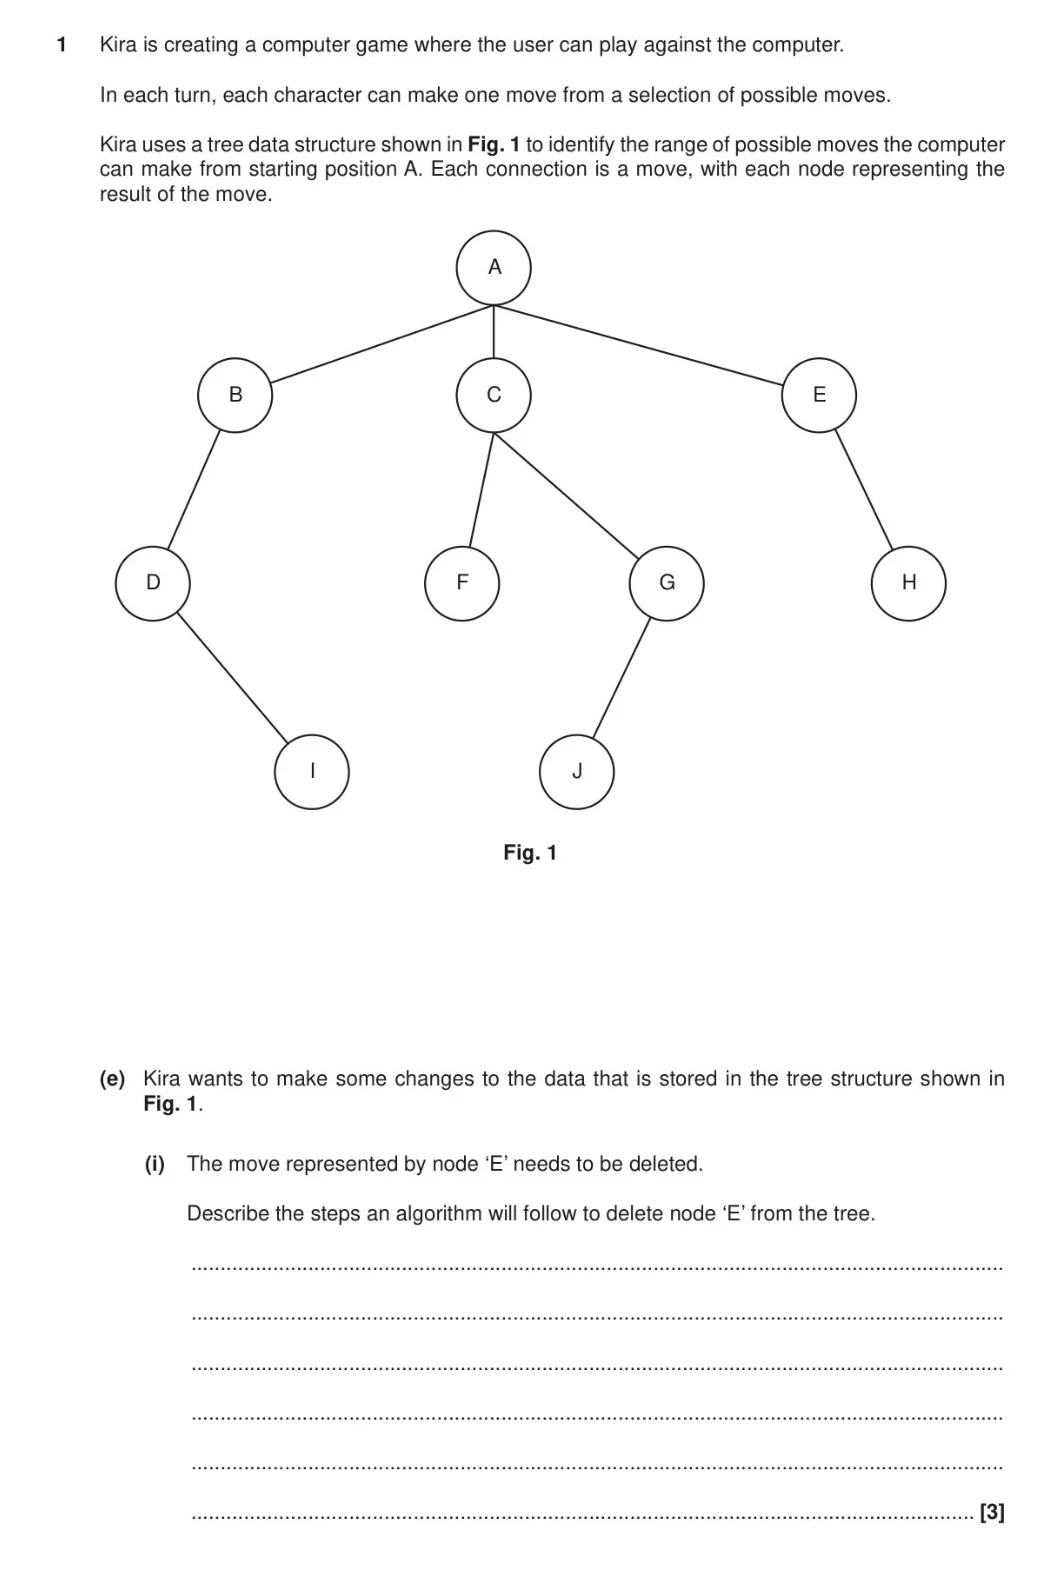 1 Kira is creating a computer game where the user can play against the computer.
In each turn, each character can make one move from a selection of possible moves.
Kira uses a tree data structure shown in Fig. 1 to identify the range of possible moves the computer
can make from starting position A. Each connection is a move, with each node representing the
result of the move.
A
B C E
D F G H
I J
Fig. 1
(e) Kira wants to make some changes to the data that is stored in the tree structure shown in
Fig. 1.
(i) The move represented by node ‘E’ needs to be deleted.
Describe the steps an algorithm will follow to delete node ‘E’ from the tree.
[3]